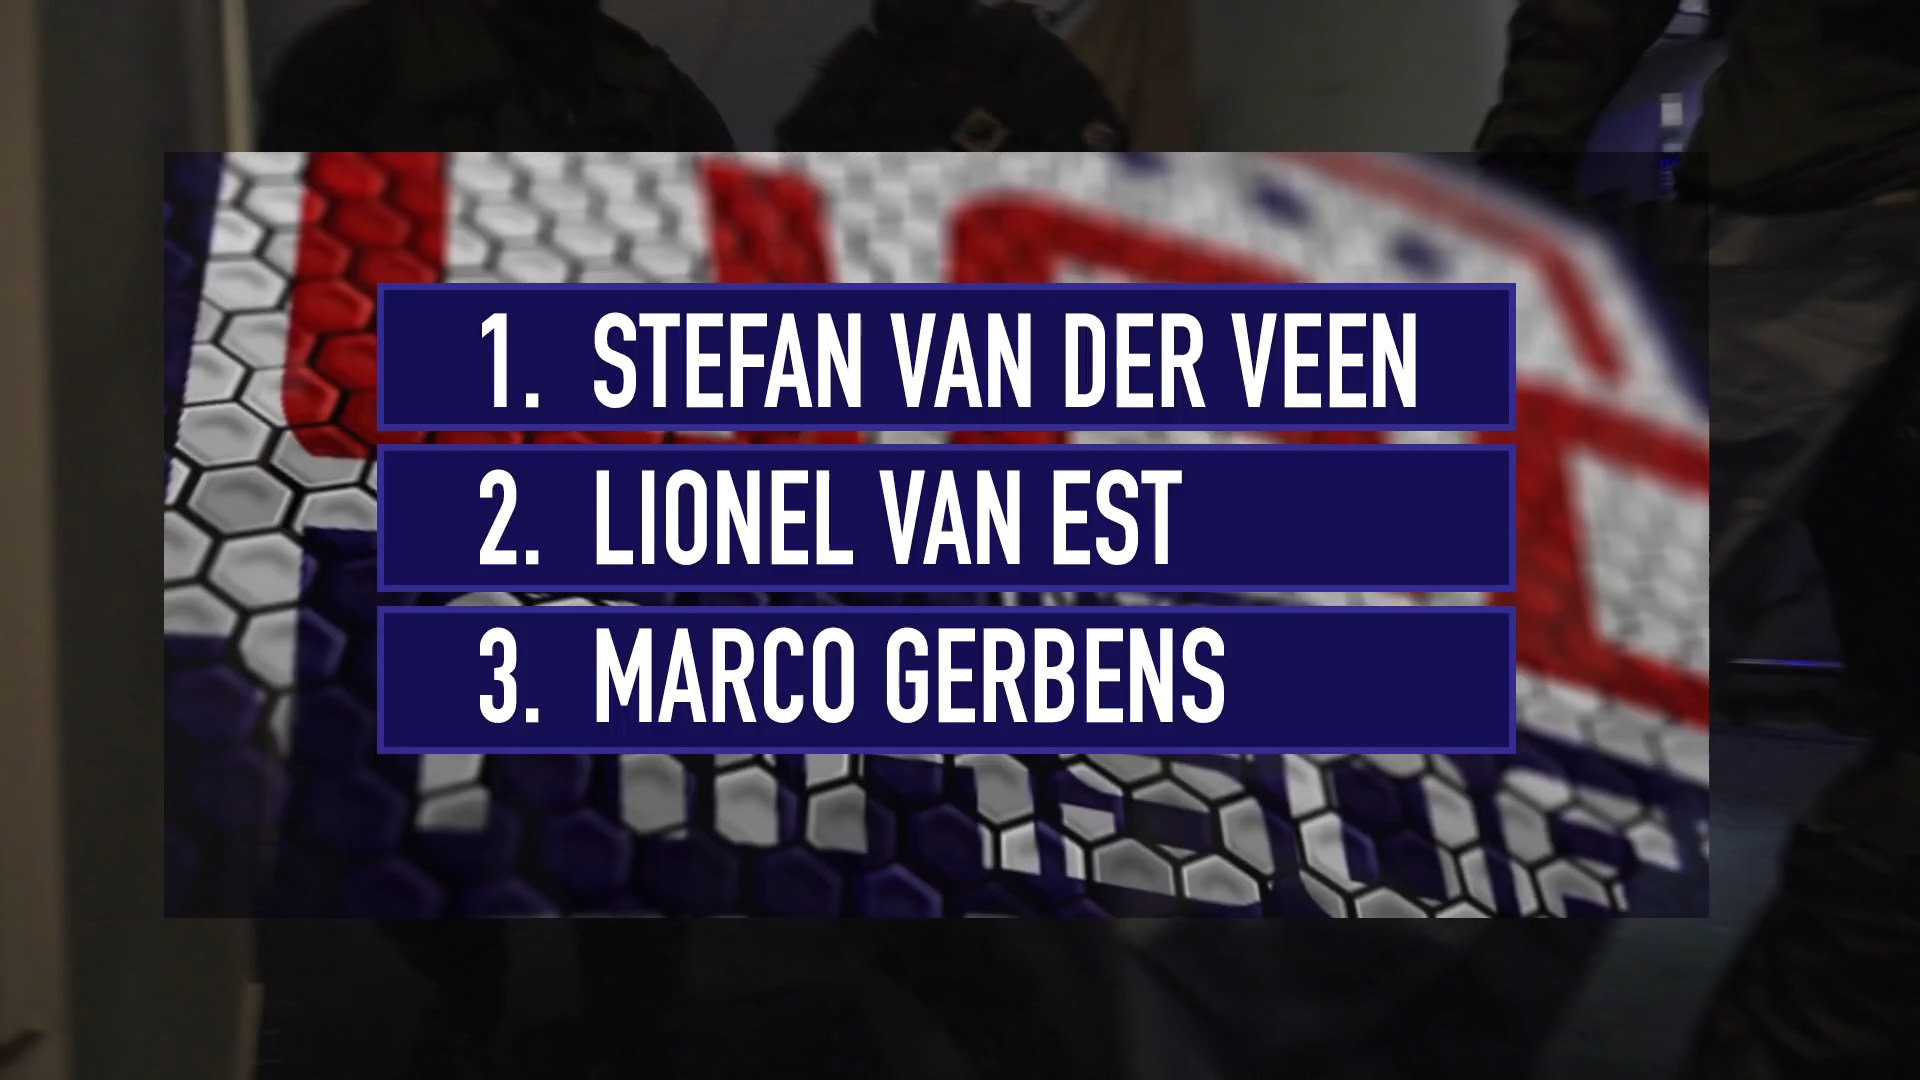 1. STEFAN VAN DER VEEN
2. LIONEL VAN EST
3. MARCO GERBENS